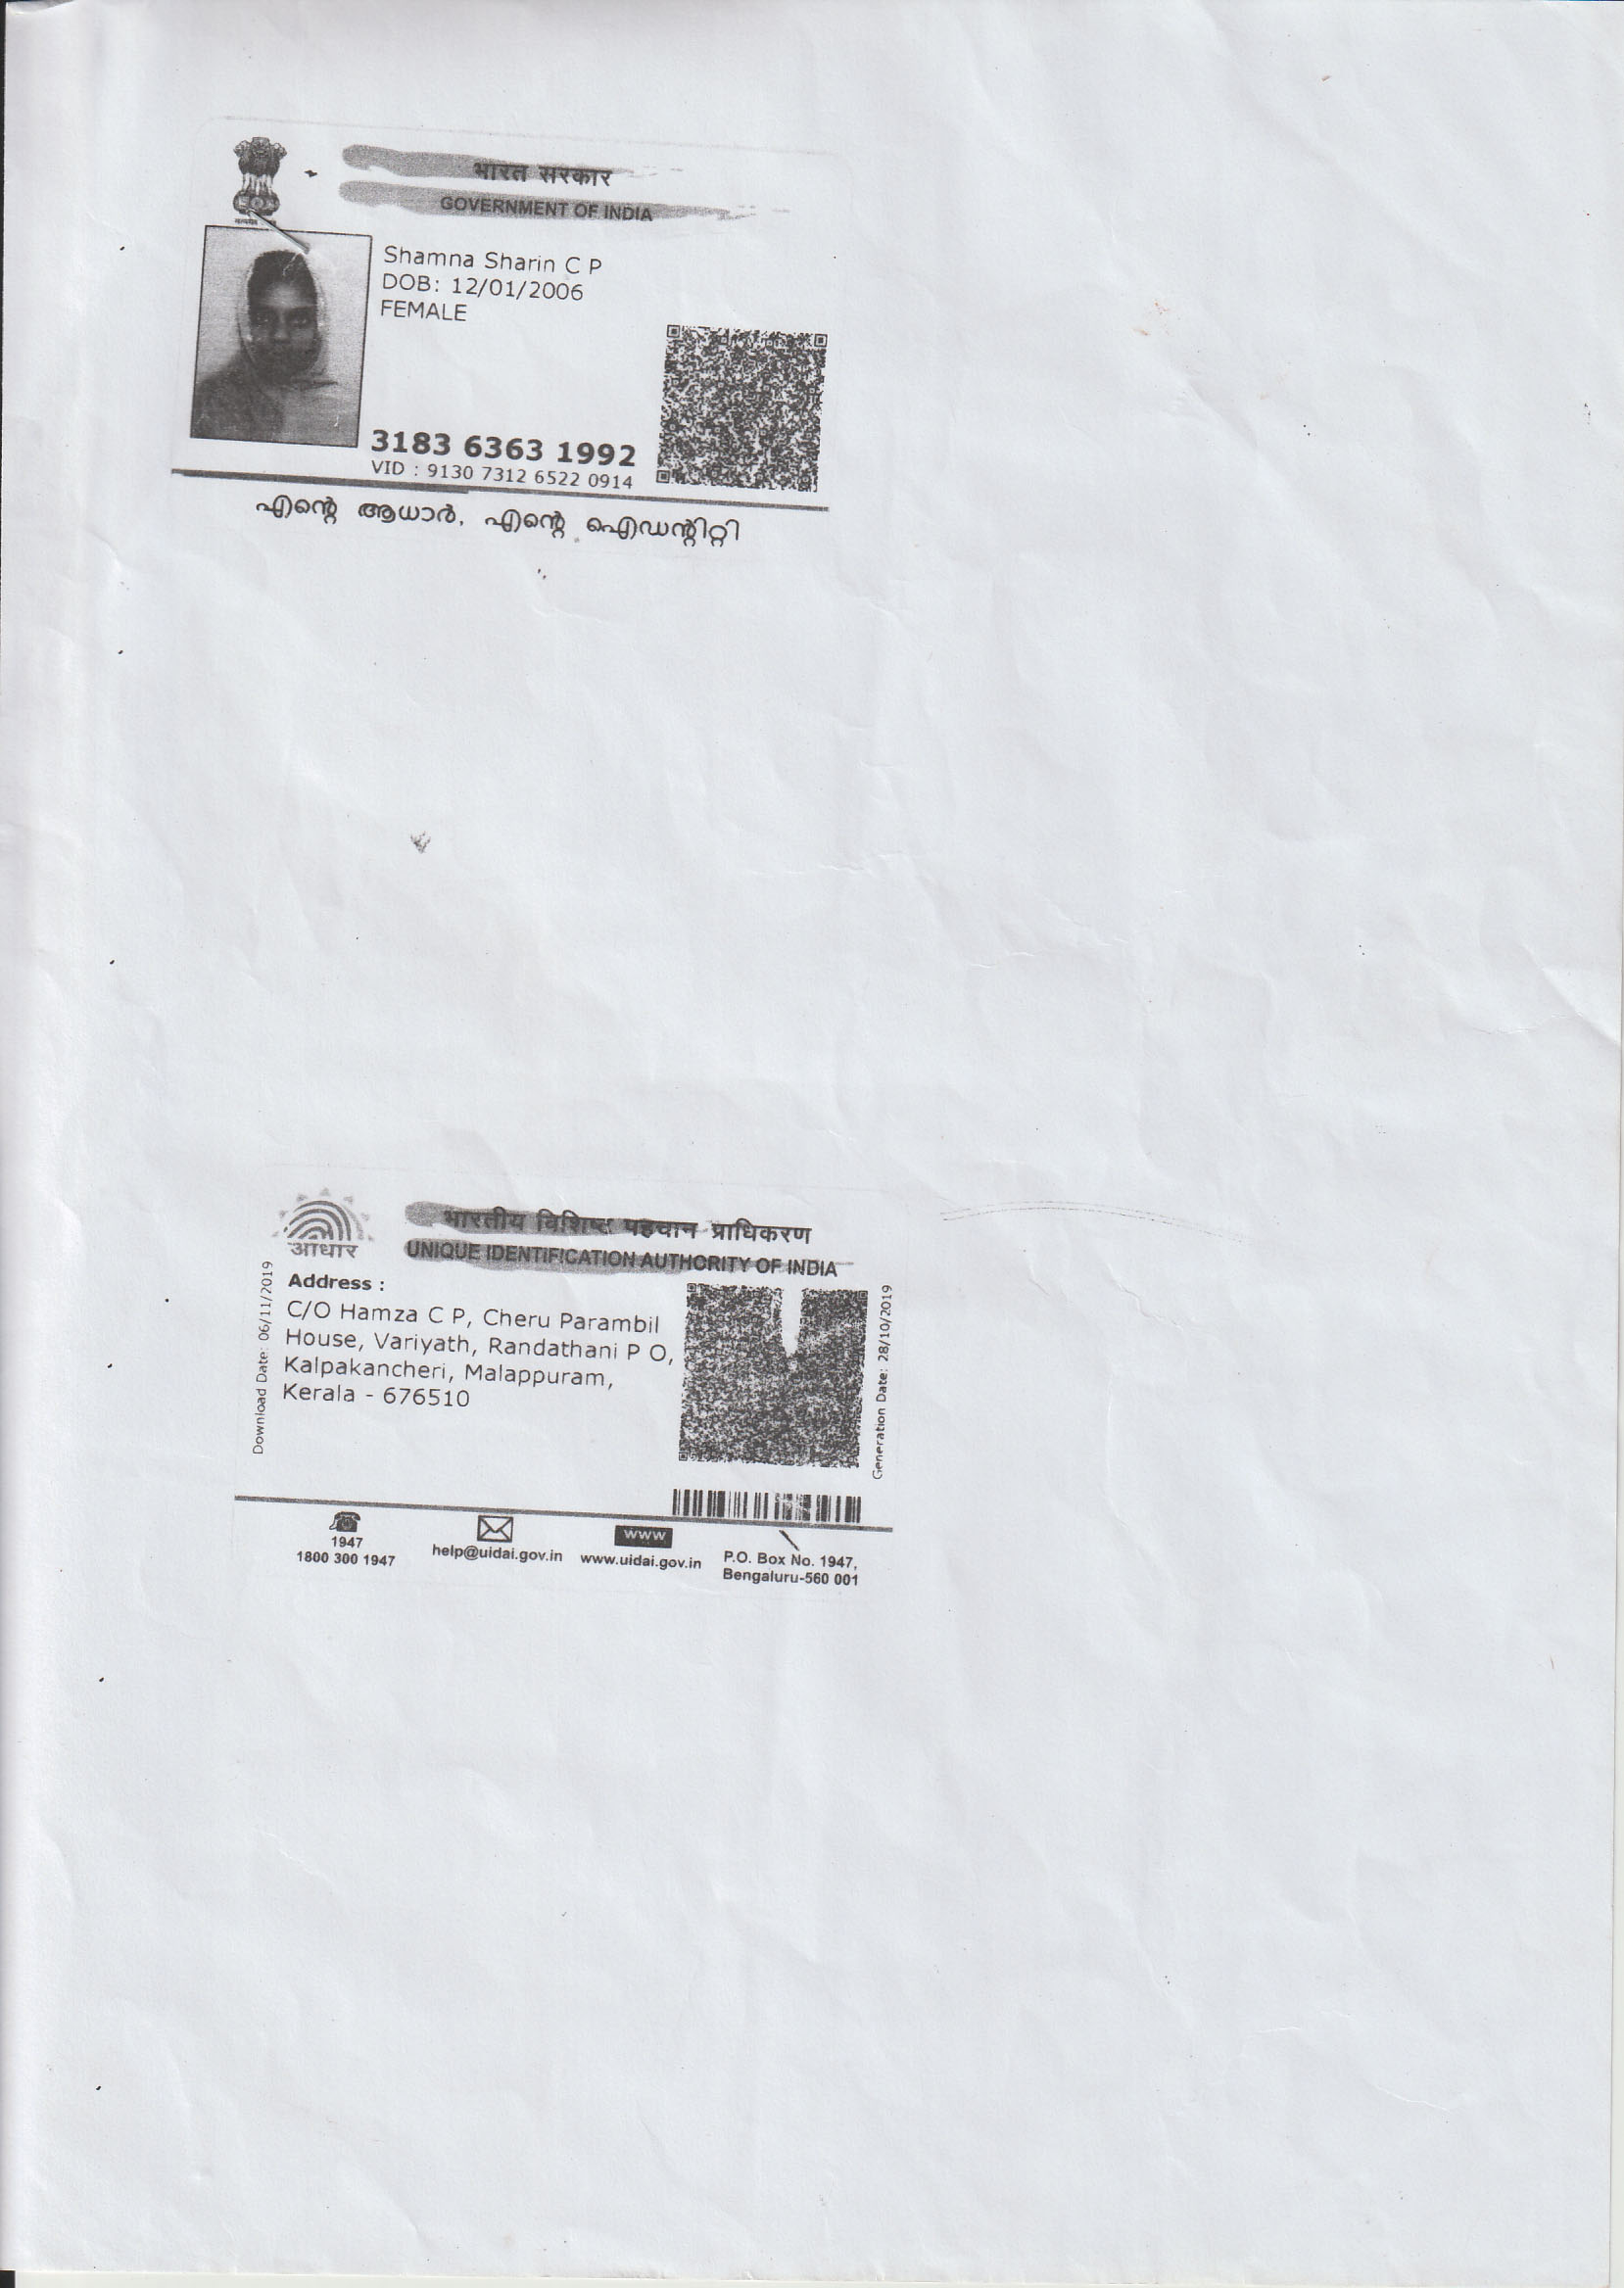 भारत सरकार
GOVERNMENT OF INDIA
Shamna Sharin C P
DOB: 12/01/2006
FEMALE
3183 6363 1992
VID : 9130 7312 6522 0914
എന്റെ ആധാർ, എന്റെ ഐഡന്റിറ്റി
आधार
भारतीय विशिष्ट पहचान प्राधिकरण
UNIQUE IDENTIFICATION AUTHORITY OF INDIA
Download Date: 06/11/2019
Address :
C/O Hamza C P, Cheru Parambil
House, Variyath, Randathani P O,
Kalpakancheri, Malappuram,
Kerala - 676510
Generation Date: 28/10/2019
1947
1800 300 1947
help@uidai.gov.in
www
www.uidai.gov.in
P.O. Box No. 1947,
Bengaluru-560 001